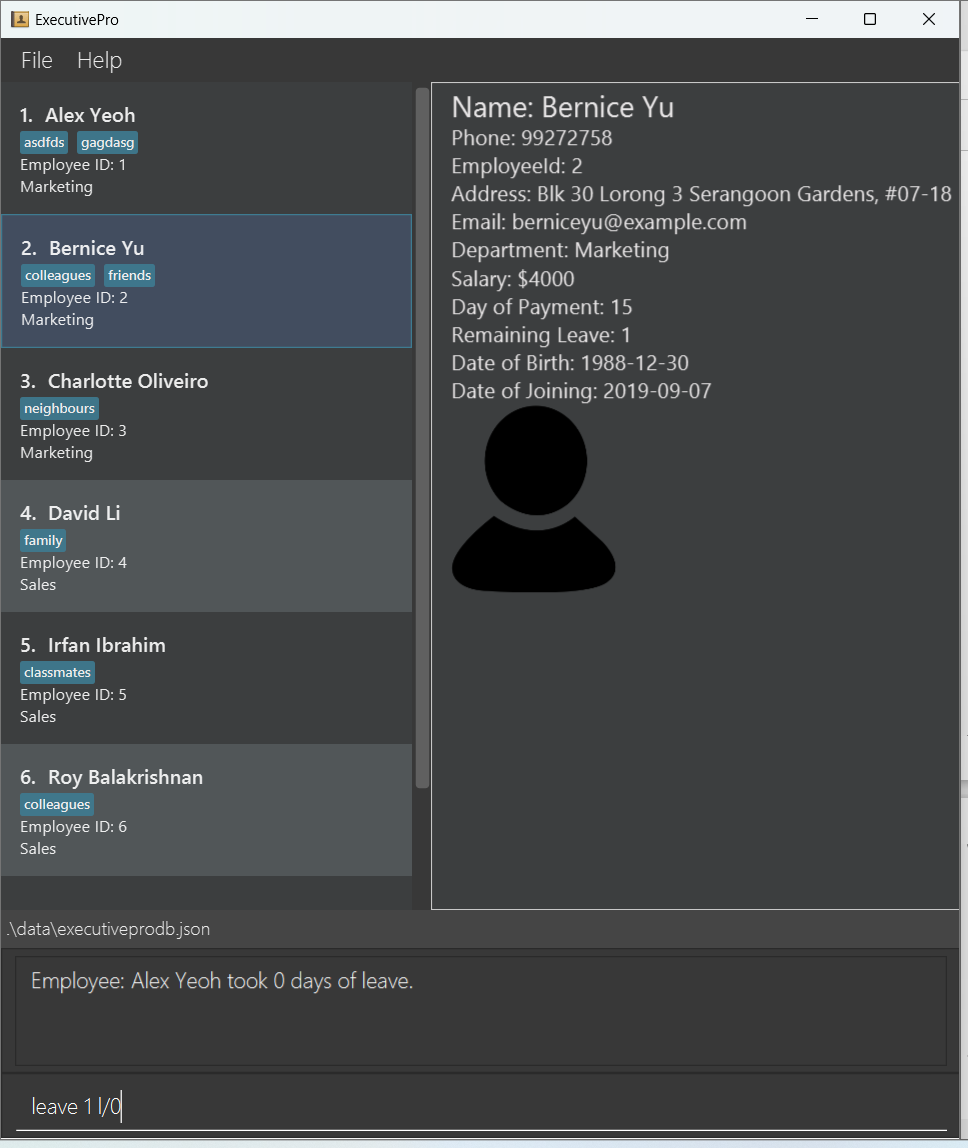 ExecutivePro
File Help
1. Alex Yeoh
asdfds gagdasg
Employee ID: 1
Marketing
2. Bernice Yu
colleagues friends
Employee ID: 2
Marketing
3. Charlotte Oliveiro
neighbours
Employee ID: 3
Marketing
4. David Li
family
Employee ID: 4
Sales
5. Irfan Ibrahim
classmates
Employee ID: 5
Sales
6. Roy Balakrishnan
colleagues
Employee ID: 6
Sales
Name: Bernice Yu
Phone: 99272758
EmployeeId: 2
Address: Blk 30 Lorong 3 Serangoon Gardens, #07-18
Email: berniceyu@example.com
Department: Marketing
Salary: $4000
Day of Payment: 15
Remaining Leave: 1
Date of Birth: 1988-12-30
Date of Joining: 2019-09-07
.\data\executiveprodb.json
Employee: Alex Yeoh took 0 days of leave.
leave 1 l/0